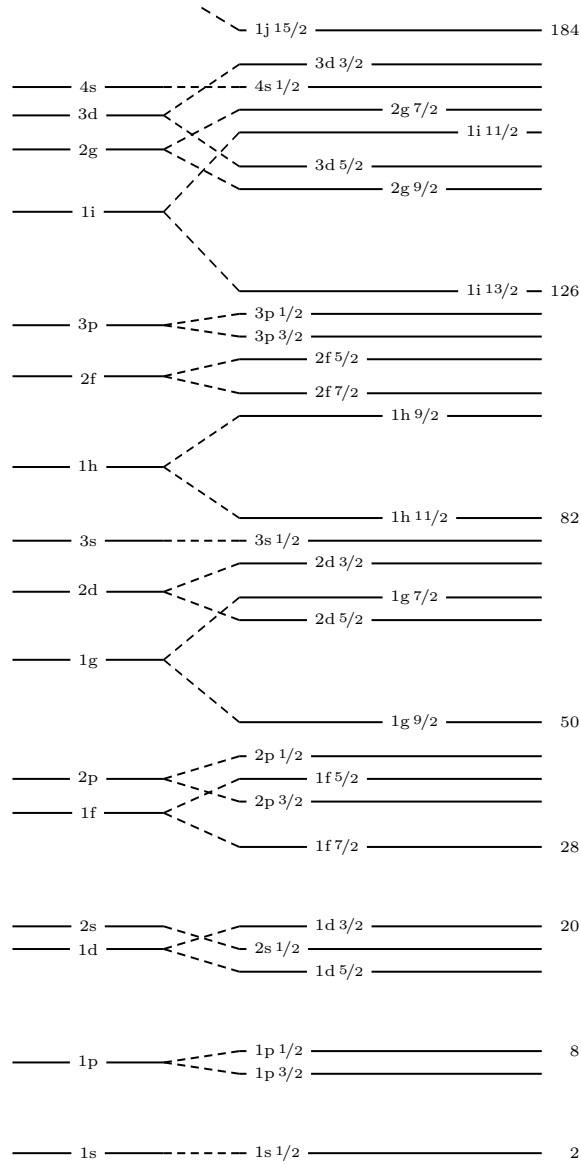 1j 15/2 184
3d 3/2
4s 4s 1/2
3d 2g 7/2
1i 11/2
2g
3d 5/2
2g 9/2
1i
1i 13/2 126
3p 1/2
3p
3p 3/2
2f 5/2
2f
2f 7/2
1h 9/2
1h
1h 11/2 82
3s 3s 1/2
2d 3/2
2d
1g 7/2
2d 5/2
1g
1g 9/2 50
2p 1/2
2p 1f 5/2
2p 3/2
1f
1f 7/2 28
2s 1d 3/2 20
1d 2s 1/2
1d 5/2
1p 1/2 8
1p
1p 3/2
1s 1s 1/2 2